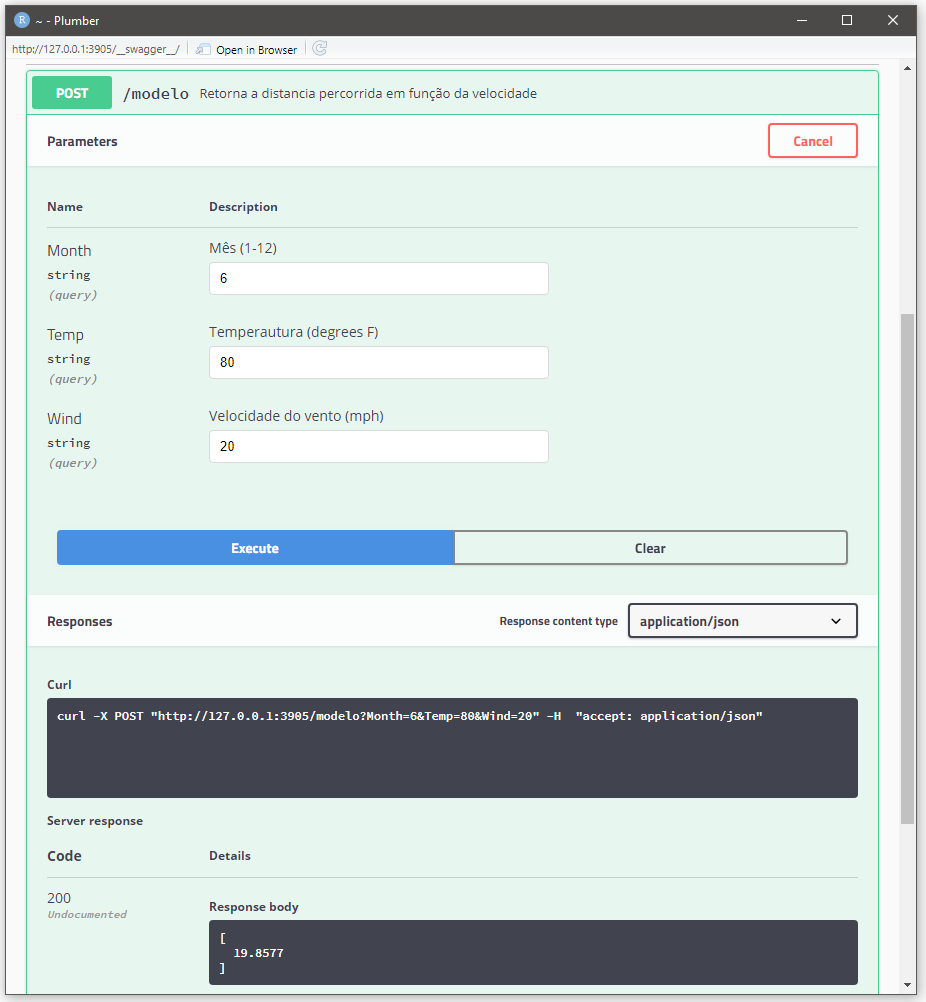 R ~ - Plumber
http://127.0.0.1:3905/__swagger__/ Open in Browser
POST /modelo Retorna a distancia percorrida em função da velocidade
Parameters Cancel
Name Description
Month Mês (1-12)
string 6
(query)
Temp Temperautura (degrees F)
string 80
(query)
Wind Velocidade do vento (mph)
string 20
(query)
Execute Clear
Responses Response content type application/json
Curl
curl -X POST "http://127.0.0.1:3905/modelo?Month=6&Temp=80&Wind=20" -H  "accept: application/json"
Server response
Code Details
200
Undocumented
Response body
[
  19.8577
]